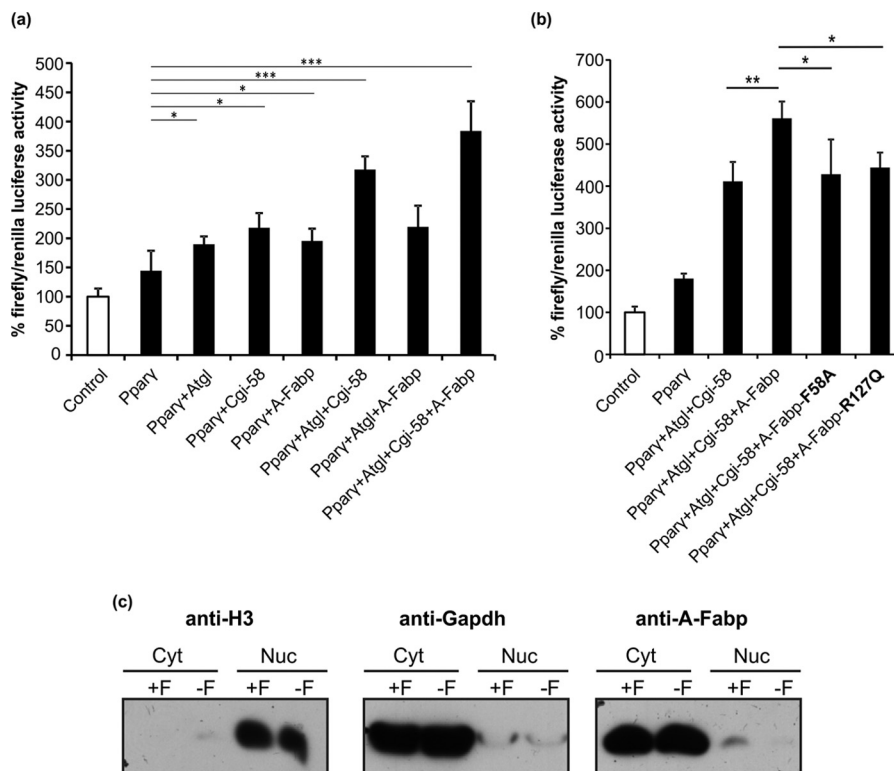 (a)
% firefly/renilla luciferse activity
500
450
400
350
300
250
200
150
100
50
0
***
***
*
*
*
Control
Pparγ
Pparγ+Atgl
Pparγ+Cgi-58
Pparγ+A-Fabp
Pparγ+Atgl+Cgi-58
Pparγ+Atgl+A-Fabp
Pparγ+Atgl+Cgi-58+A-Fabp
(b)
% firefly/renilla luciferase activity
700
600
500
400
300
200
100
0
*
*
**
Control
Pparγ
Pparγ+Atgl+Cgi-58
Pparγ+Atgl+Cgi-58+A-Fabp
Pparγ+Atgl+Cgi-58+A-Fabp-F58A
Pparγ+Atgl+Cgi-58+A-Fabp-R127Q
(c)
anti-H3
Cyt Nuc
+F -F +F -F
anti-Gapdh
Cyt Nuc
+F -F +F -F
anti-A-Fabp
Cyt Nuc
+F -F +F -F